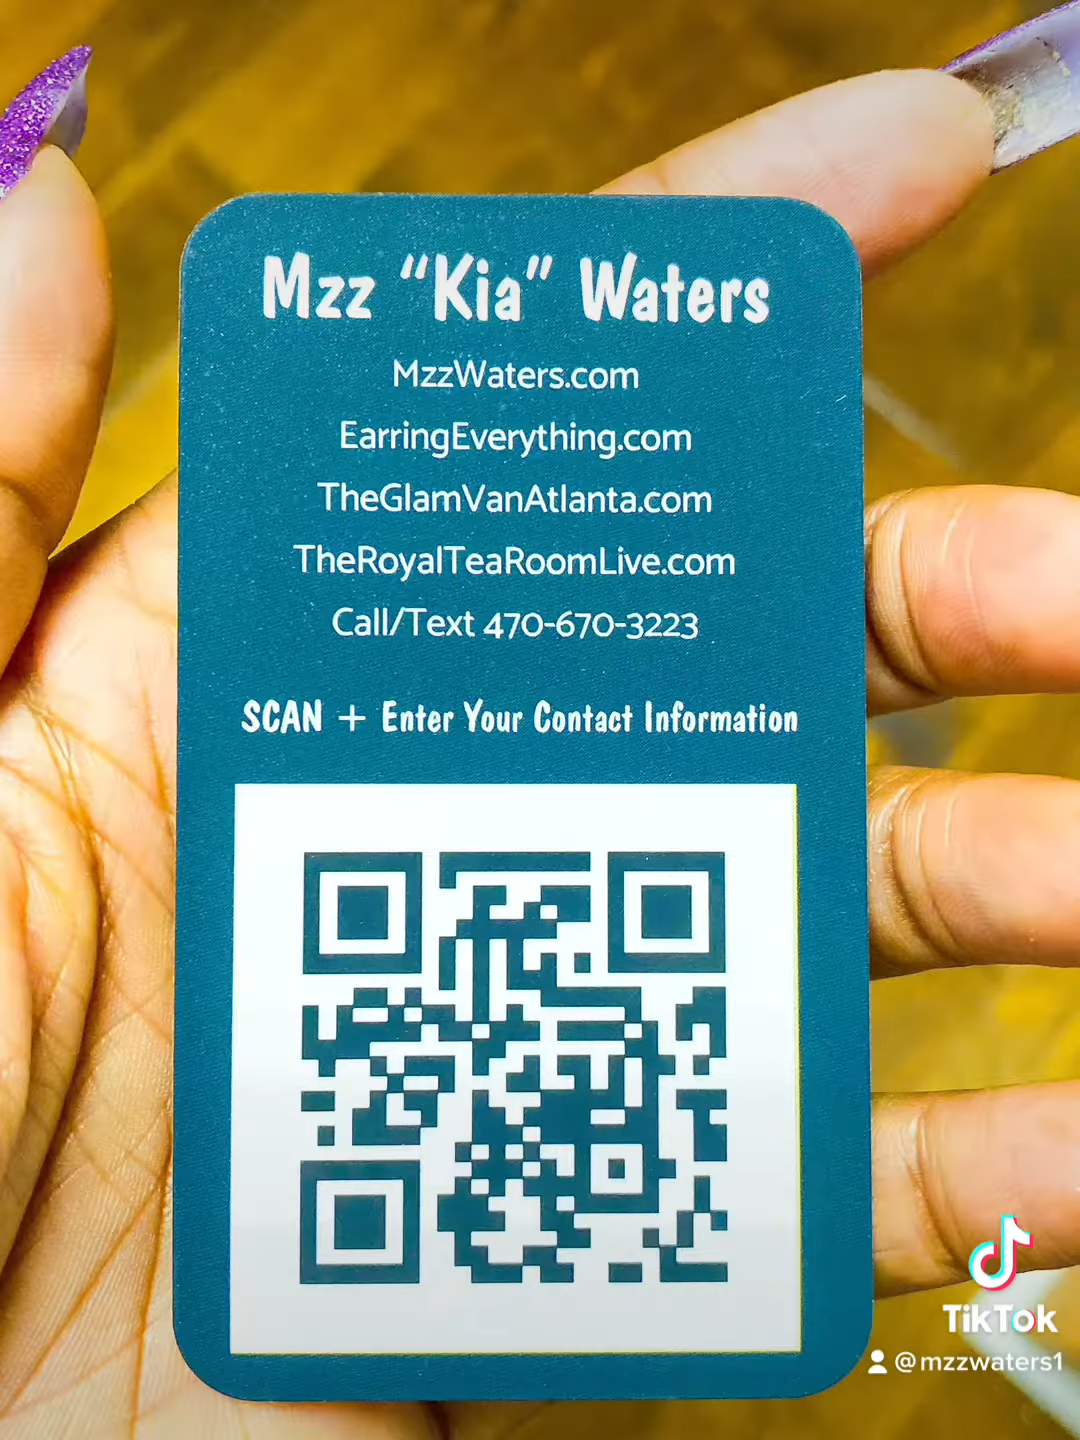 Mzz “Kia” Waters
MzzWaters.com
EarringEverything.com
TheGlamVanAtlanta.com
TheRoyalTeaRoomLive.com
Call/Text 470-670-3223
SCAN + Enter Your Contact Information
TikTok
@mzzwaters1